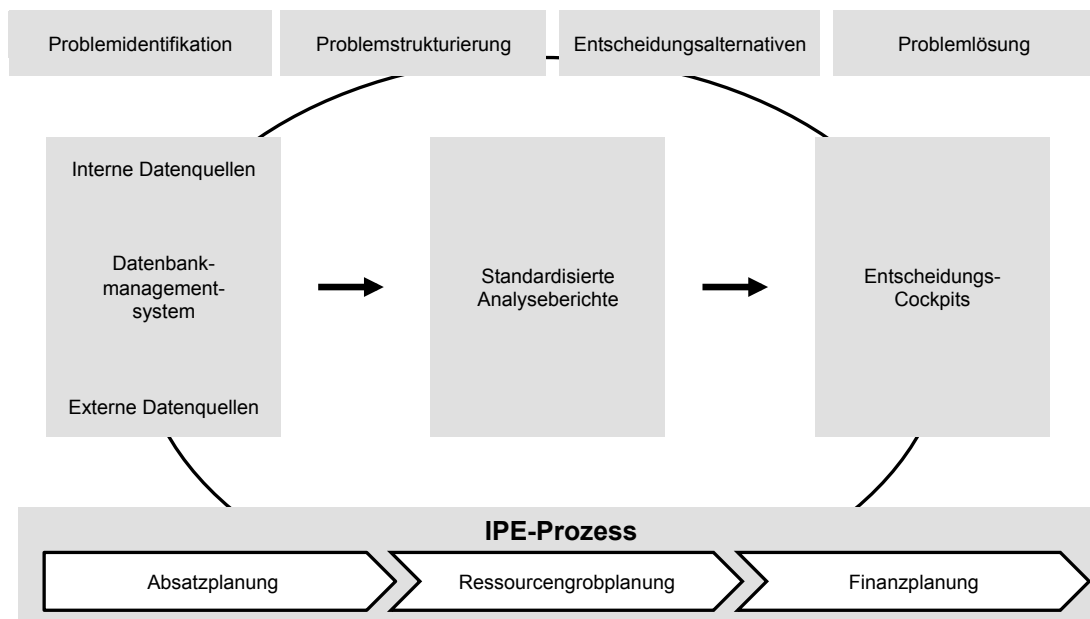 Problemidentifikation
Problemstrukturierung
Entscheidungsalternativen
Problemlösung
Interne Datenquellen
Datenbank-
management-
system
Externe Datenquellen
Standardisierte
Analyseberichte
Entscheidungs-
Cockpits
IPE-Prozess
Absatzplanung
Ressourcengrobplanung
Finanzplanung